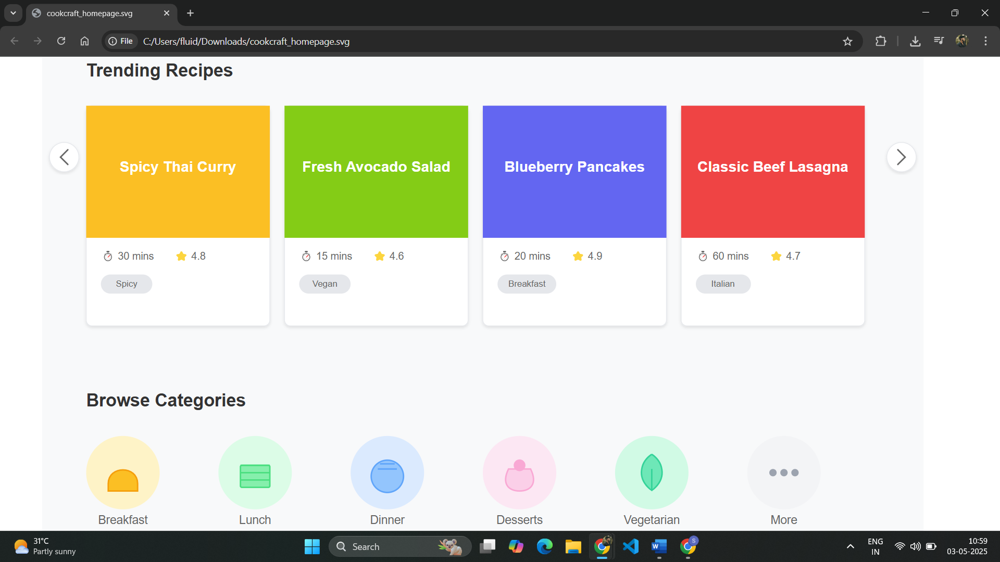 cookcraft_homepage.svg
File C:/Users/fluid/Downloads/cookcraft_homepage.svg
Trending Recipes
Spicy Thai Curry
Fresh Avocado Salad
Blueberry Pancakes
Classic Beef Lasagna
30 mins 4.8
15 mins 4.6
20 mins 4.9
60 mins 4.7
Spicy
Vegan
Breakfast
Italian
Browse Categories
Breakfast
Lunch
Dinner
Desserts
Vegetarian
More
31°C
Partly sunny
Search
W
S
ENG
IN
10:59
03-05-2025